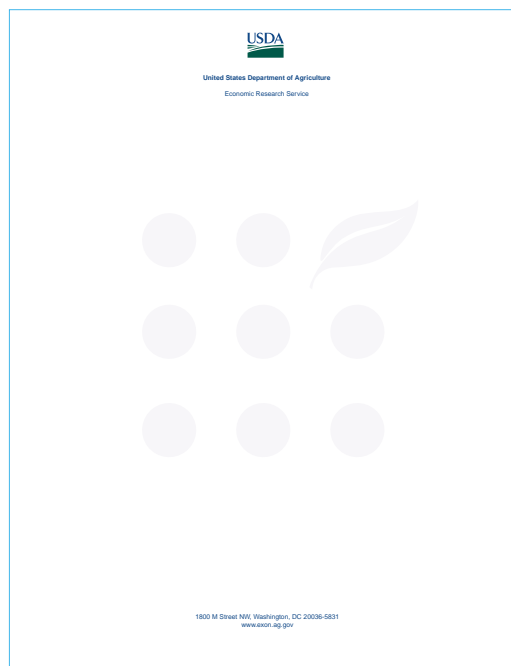 USDA
United States Department of Agriculture
Economic Research Service
1800 M Street NW, Washington, DC 20036-5831
www.exon.ag.gov